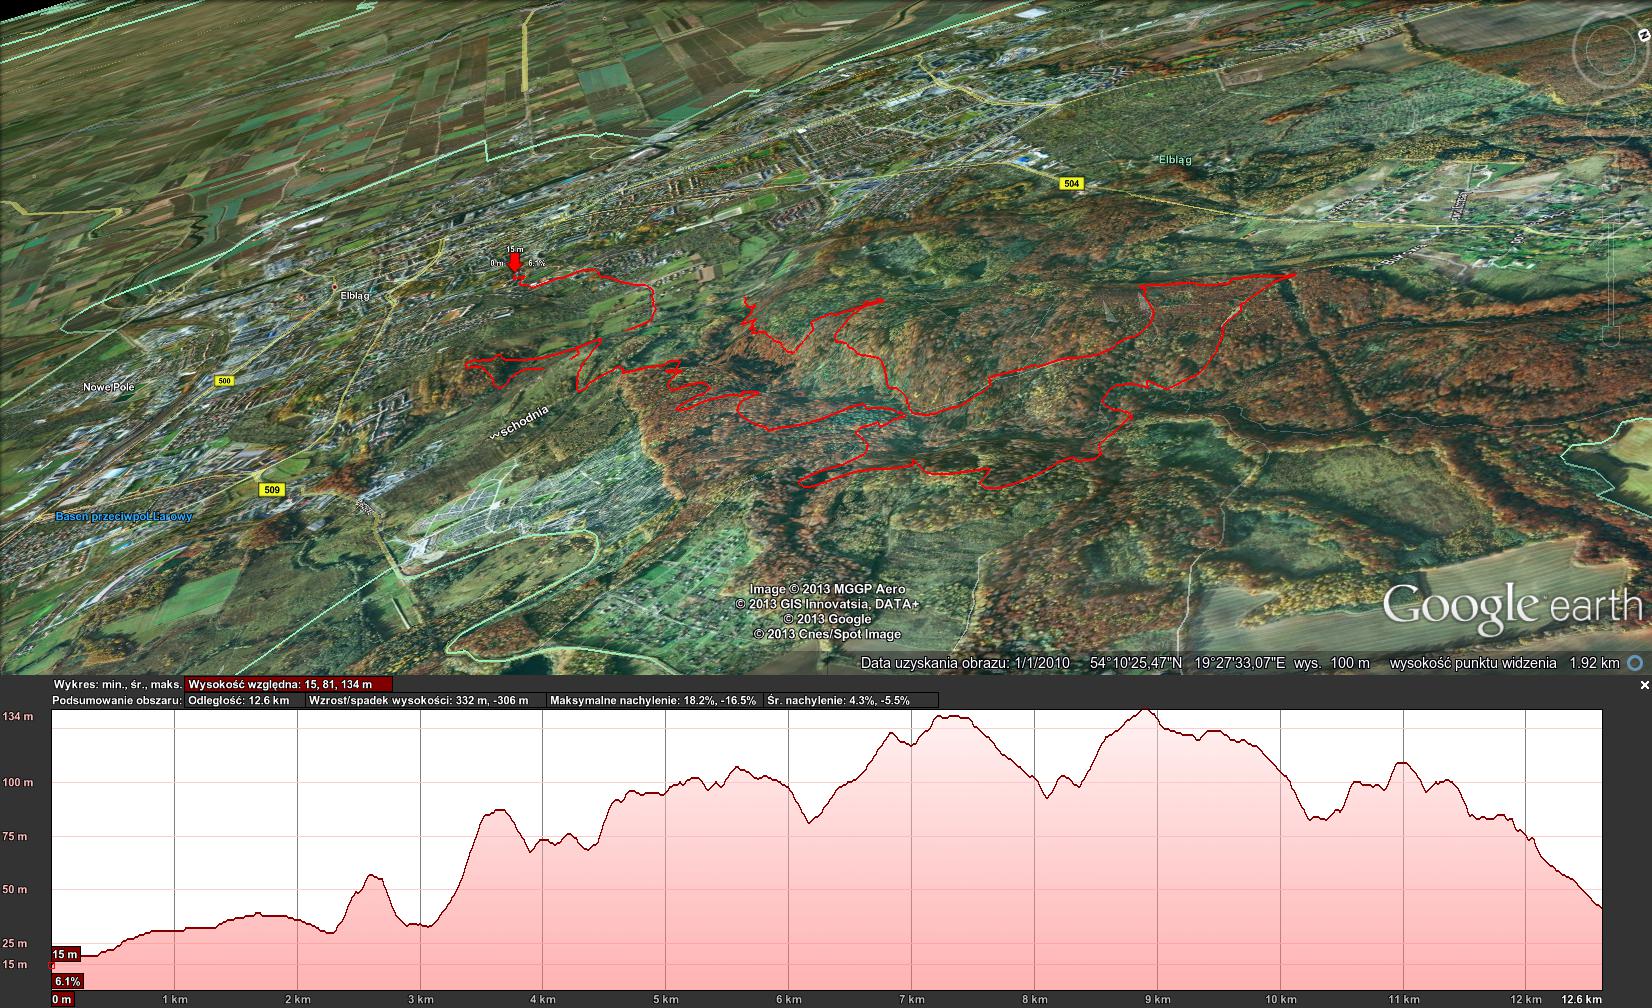 N
Elbląg
504
15 m
0 m
6.1%
Elbląg
500
Nowe Pole
wschodnia
509
Image © 2013 MGGP Aero
© 2013 GIS Innovatsia, DATA+
© 2013 Google
© 2013 Cnes/Spot Image
Google earth
Data uzyskania obrazu: 1/1/2010 54°10'25,47"N 19°27'33,07"E wys. 100 m wysokość punktu widzenia 1.92 km
Wykres: min., śr., maks. Wysokość względna: 15, 81, 134 m
Podsumowanie obszaru: Odległość: 12.6 km Wzrost/spadek wysokości: 332 m, -306 m Maksymalne nachylenie: 18.2%, -16.5% Śr. nachylenie: 4.3%, -5.5%
134 m
100 m
75 m
50 m
25 m
15 m
15 m
6.1%
0 m
1 km 2 km 3 km 4 km 5 km 6 km 7 km 8 km 9 km 10 km 11 km 12 km 12.6 km